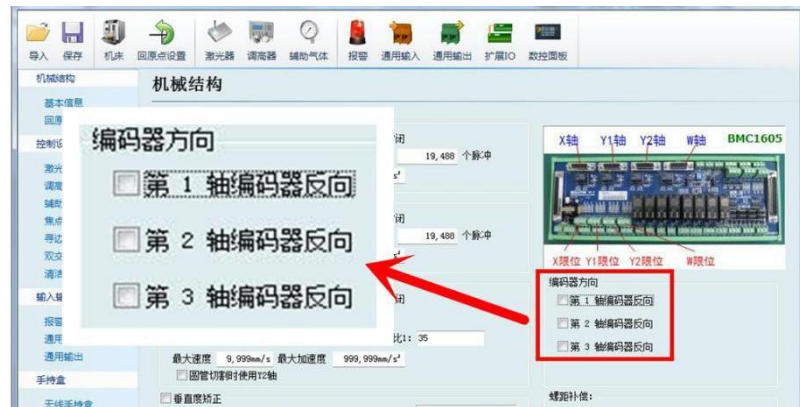 导入 保存 机床 回原点设置 激光器 调高器 辅助气体 报警 通用输入 通用输出 扩展IO 数控面板
机械结构
基本信息
机械结构
编码器方向
第 1 轴编码器反向
第 2 轴编码器反向
第 3 轴编码器反向
19,488 个脉冲
19,488 个脉冲
比1: 35
最大速度 9,999mm/s 最大加速度 999,999mm/s²
圆管切割时使用Y2轴
垂直度矫正
X轴 Y1轴 Y2轴 W轴 BMC1605
X限位 Y1限位 Y2限位 W限位
编码器方向
第 1 轴编码器反向
第 2 轴编码器反向
第 3 轴编码器反向
螺距补偿:
输入
报警
通用
通用输出
手持盒
无线手持盒